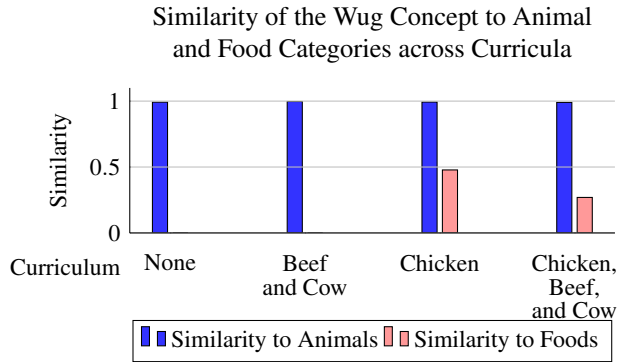 Similarity of the Wug Concept to Animal
and Food Categories across Curricula
1
0.5
0
Similarity
Curriculum
None
Beef
and Cow
Chicken
Chicken,
Beef,
and Cow
Similarity to Animals
Similarity to Foods